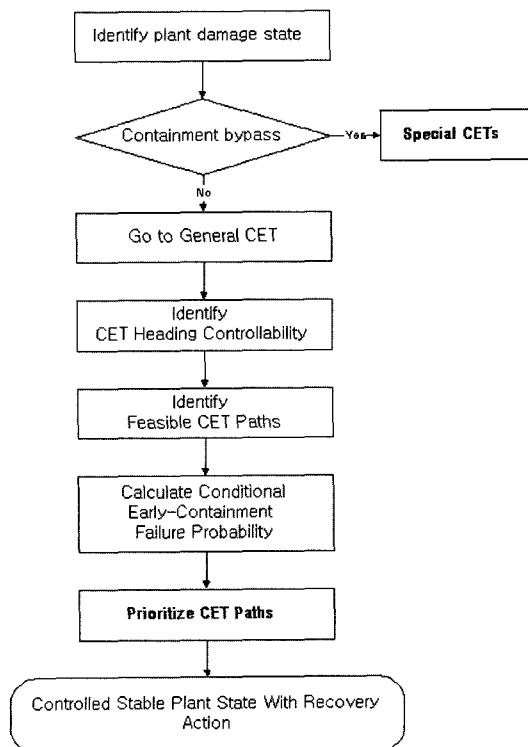 Identify plant damage state
Containment bypass
Yes
Special CETs
No
Go to General CET
Identify
CET Heading Controllability
Identify
Feasible CET Paths
Calculate Conditional
Early-Containment
Failure Probability
Prioritize CET Paths
Controlled Stable Plant State With Recovery
Action